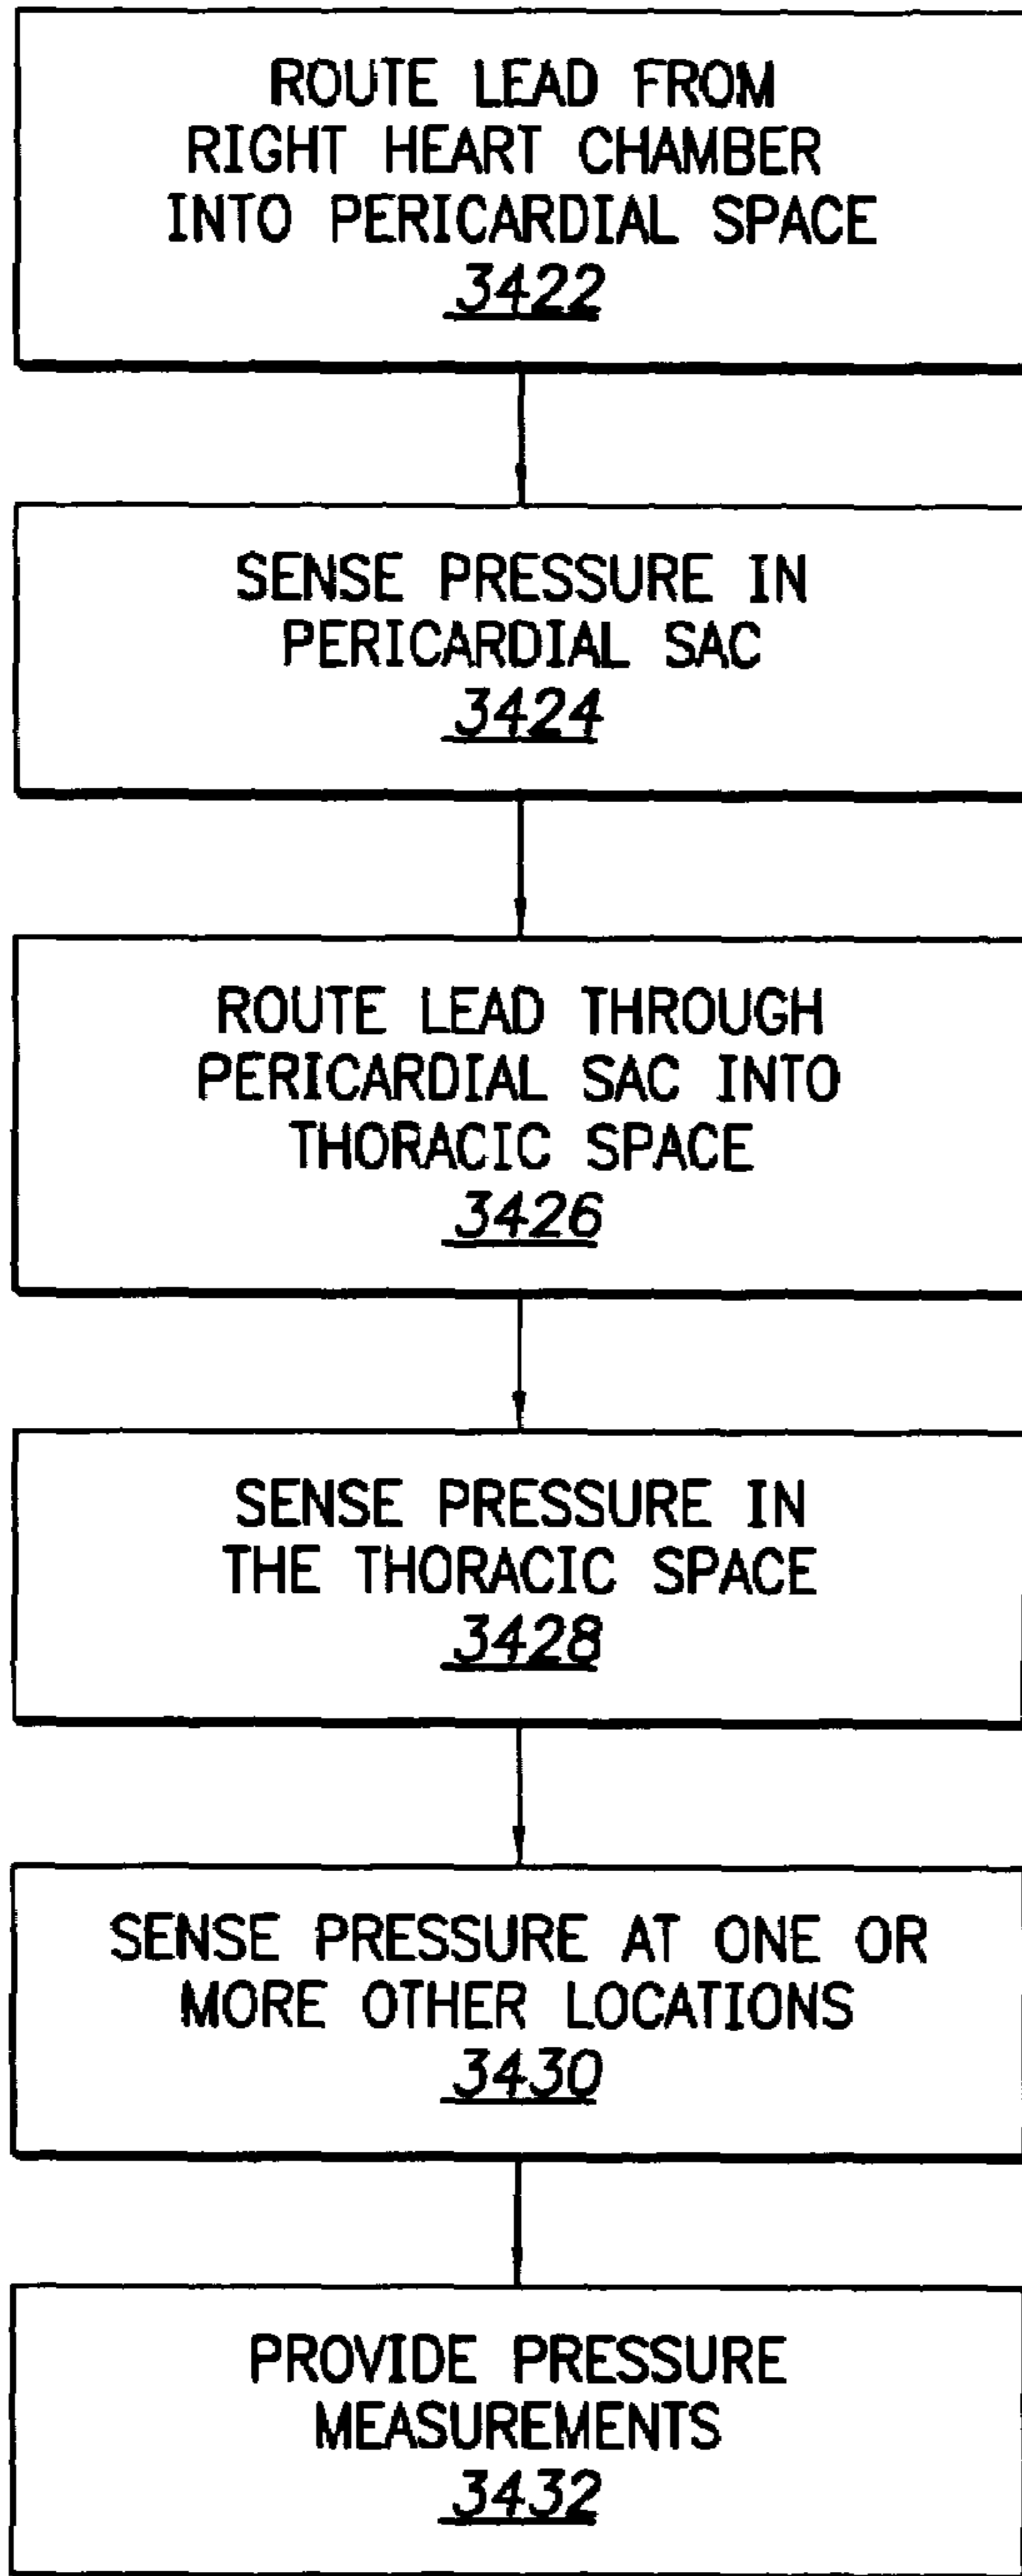 ROUTE LEAD FROM
RIGHT HEART CHAMBER
INTO PERICARDIAL SPACE
3422
SENSE PRESSURE IN
PERICARDIAL SAC
3424
ROUTE LEAD THROUGH
PERICARDIAL SAC INTO
THORACIC SPACE
3426
SENSE PRESSURE IN
THE THORACIC SPACE
3428
SENSE PRESSURE AT ONE OR
MORE OTHER LOCATIONS
3430
PROVIDE PRESSURE
MEASUREMENTS
3432